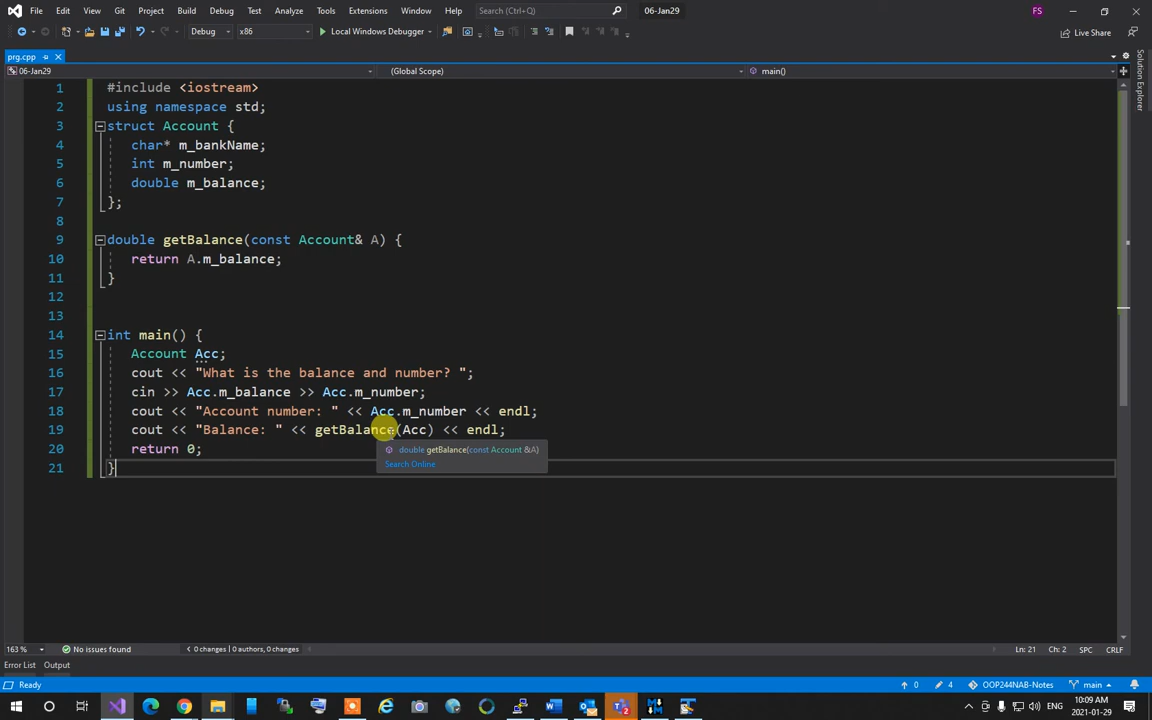 File Edit View Git Project Build Debug Test Analyze Tools Extensions Window Help Search (Ctrl+Q) 06-Jan29 FS
Debug x86 Local Windows Debugger Live Share
prg.cpp
06-Jan29 (Global Scope) main()
Solution Explorer
1 #include <iostream>
2 using namespace std;
3 struct Account {
4 char* m_bankName;
5 int m_number;
6 double m_balance;
7 };
8
9 double getBalance(const Account& A) {
10 return A.m_balance;
11 }
12
13
14 int main() {
15 Account Acc;
16 cout << "What is the balance and number? ";
17 cin >> Acc.m_balance >> Acc.m_number;
18 cout << "Account number: " << Acc.m_number << endl;
19 cout << "Balance: " << getBalance(Acc) << endl;
20 return 0;
21 }
double getBalance(const Account &A)
Search Online
163 % No issues found 0 changes | 0 authors, 0 changes Ln: 21 Ch: 2 SPC CRLF
Error List Output
Ready 0 4 OOP244NAB-Notes main
10:09 AM
2021-01-29